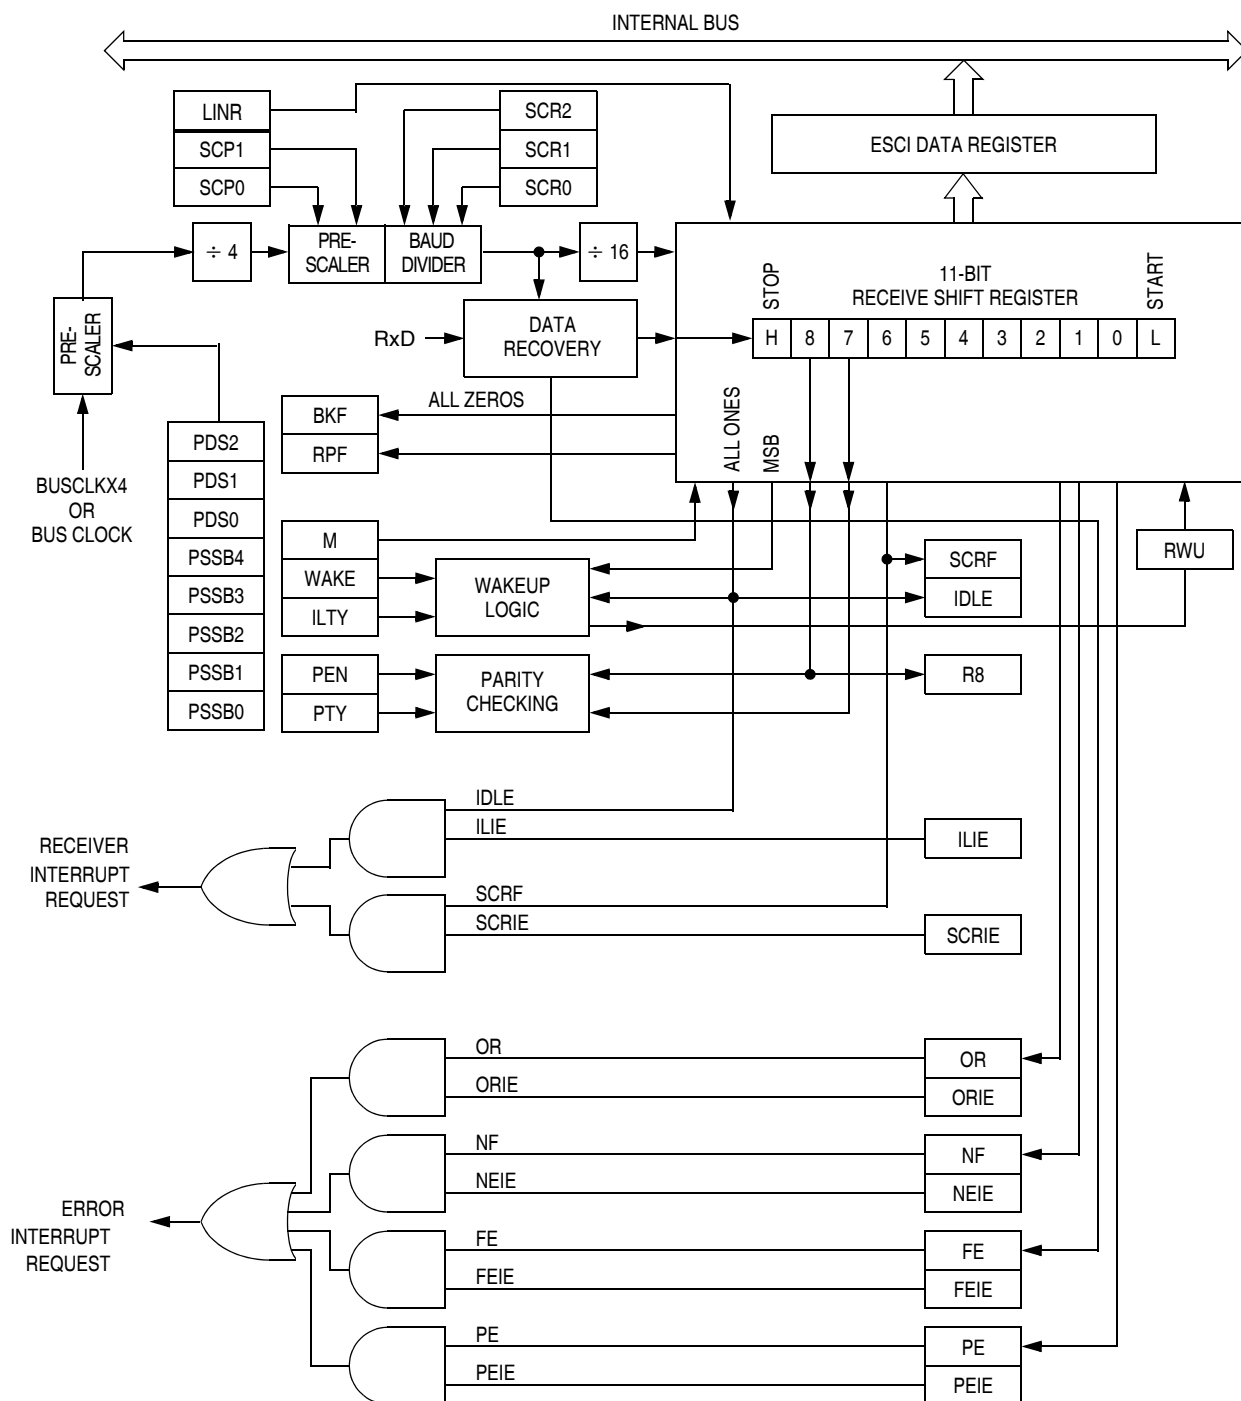 INTERNAL BUS
LINR
SCP1
SCP0
SCR2
SCR1
SCR0
ESCI DATA REGISTER
÷ 4
PRE-
SCALER
BAUD
DIVIDER
÷ 16
STOP
11-BIT
RECEIVE SHIFT REGISTER
START
PRE-
SCALER
RxD
DATA
RECOVERY
H 8 7 6 5 4 3 2 1 0 L
ALL ZEROS
BKF
RPF
ALL ONES
MSB
PDS2
PDS1
PDS0
PSSB4
PSSB3
PSSB2
PSSB1
PSSB0
BUSCLKX4
OR
BUS CLOCK
M
WAKE
ILTY
WAKEUP
LOGIC
SCRF
IDLE
RWU
PEN
PTY
PARITY
CHECKING
R8
RECEIVER
INTERRUPT
REQUEST
IDLE
ILIE
ILIE
SCRF
SCRIE
SCRIE
OR
ORIE
OR
ORIE
NF
NEIE
NF
NEIE
ERROR
INTERRUPT
REQUEST
FE
FEIE
FE
FEIE
PE
PEIE
PE
PEIE